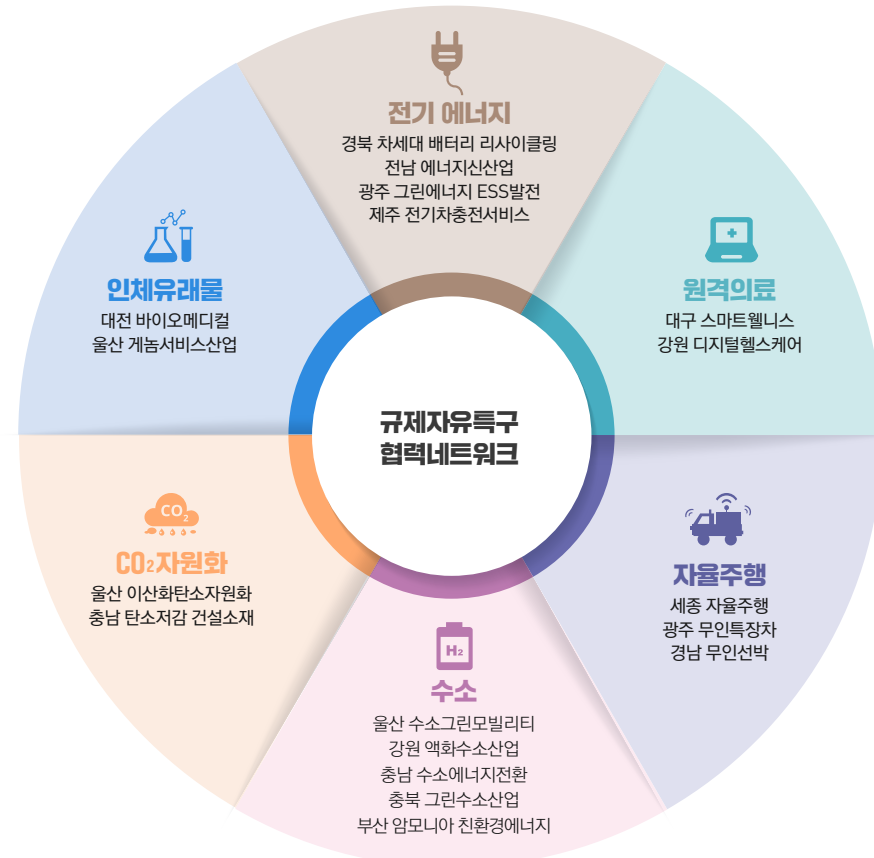 전기 에너지
경북 차세대 배터리 리사이클링
전남 에너지신산업
광주 그린에너지 ESS발전
제주 전기차충전서비스
원격의료
대구 스마트웰니스
강원 디지털헬스케어
자율주행
세종 자율주행
광주 무인특장차
경남 무인선박
H₂
수소
울산 수소그린모빌리티
강원 액화수소산업
충남 수소에너지전환
충북 그린수소산업
부산 암모니아 친환경에너지
CO₂
CO₂자원화
울산 이산화탄소자원화
충남 탄소저감 건설소재
인체유래물
대전 바이오메디컬
울산 게놈서비스산업
규제자유특구
협력네트워크